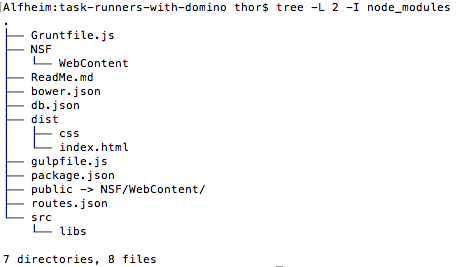 [Alfheim:task-runners-with-domino thor$ tree -L 2 -I node_modules
.
├── Gruntfile.js
├── NSF
│   └── WebContent
├── ReadMe.md
├── bower.json
├── db.json
├── dist
│   ├── css
│   └── index.html
├── gulpfile.js
├── package.json
├── public -> NSF/WebContent/
├── routes.json
└── src
    └── libs
7 directories, 8 files